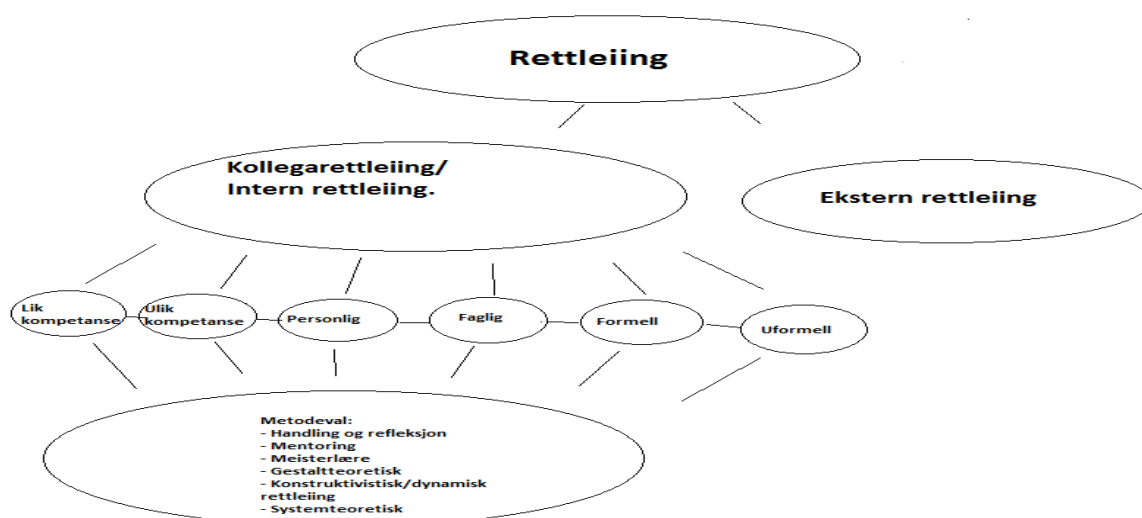 Rettleiing
Kollegarettleiing/
Intern rettleiing.
Ekstern rettleiing
Lik
kompetanse
Ulik
kompetanse
Personlig
Faglig
Formell
Uformell
Metodeval:
- Handling og refleksjon
- Mentoring
- Meisterlære
- Gestaltteoretisk
- Konstruktivistisk/dynamisk
rettleiing
- Systemteoretisk